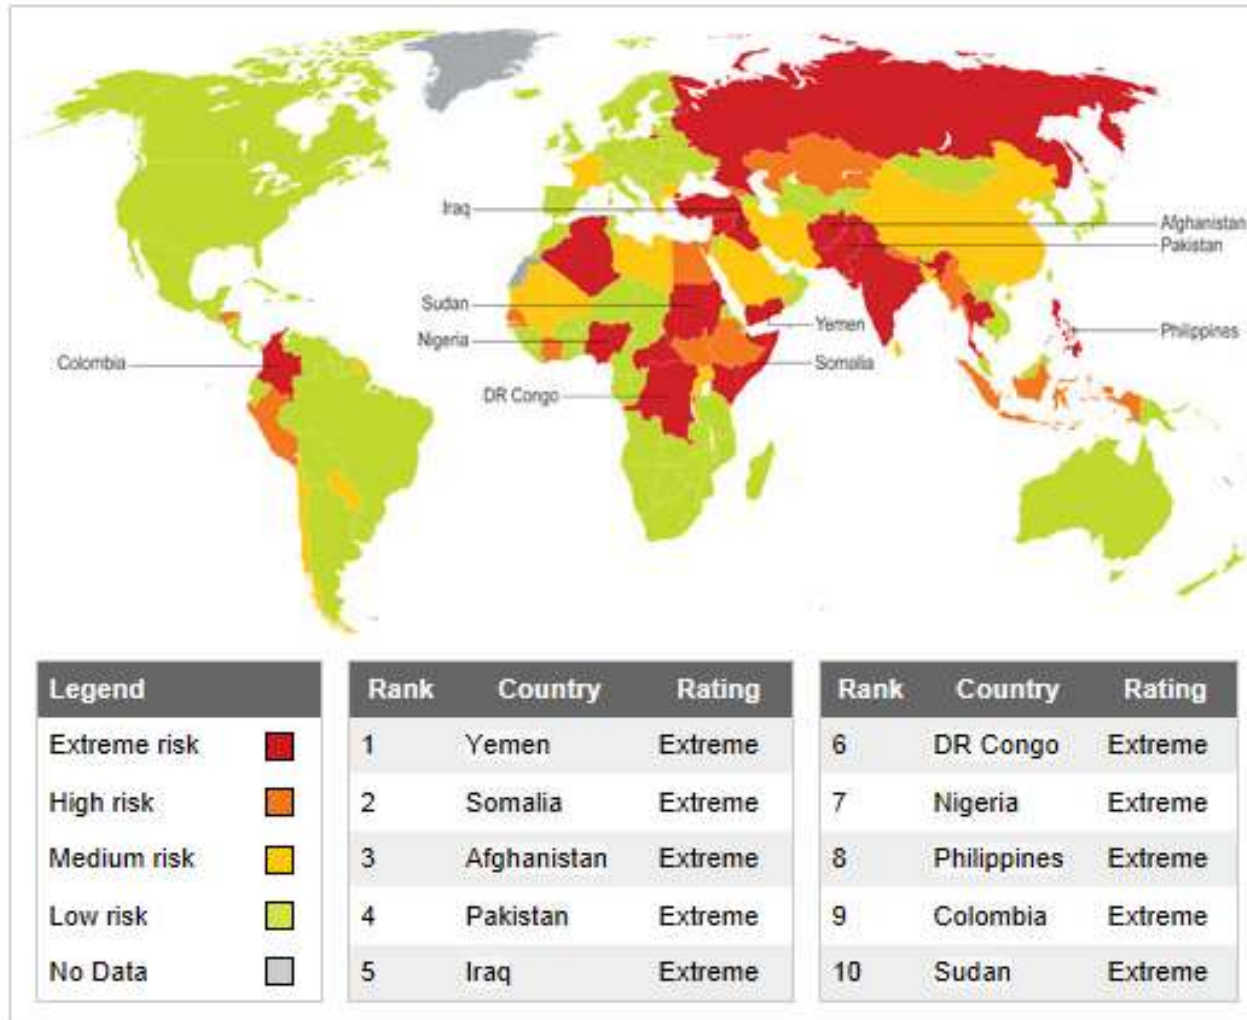 Iraq
Afghanistan
Pakistan
Sudan
Yemen
Nigeria
Philippines
Colombia
Somalia
DR Congo
Legend
Extreme risk
High risk
Medium risk
Low risk
No Data
Rank Country Rating
1 Yemen Extreme
2 Somalia Extreme
3 Afghanistan Extreme
4 Pakistan Extreme
5 Iraq Extreme
Rank Country Rating
6 DR Congo Extreme
7 Nigeria Extreme
8 Philippines Extreme
9 Colombia Extreme
10 Sudan Extreme